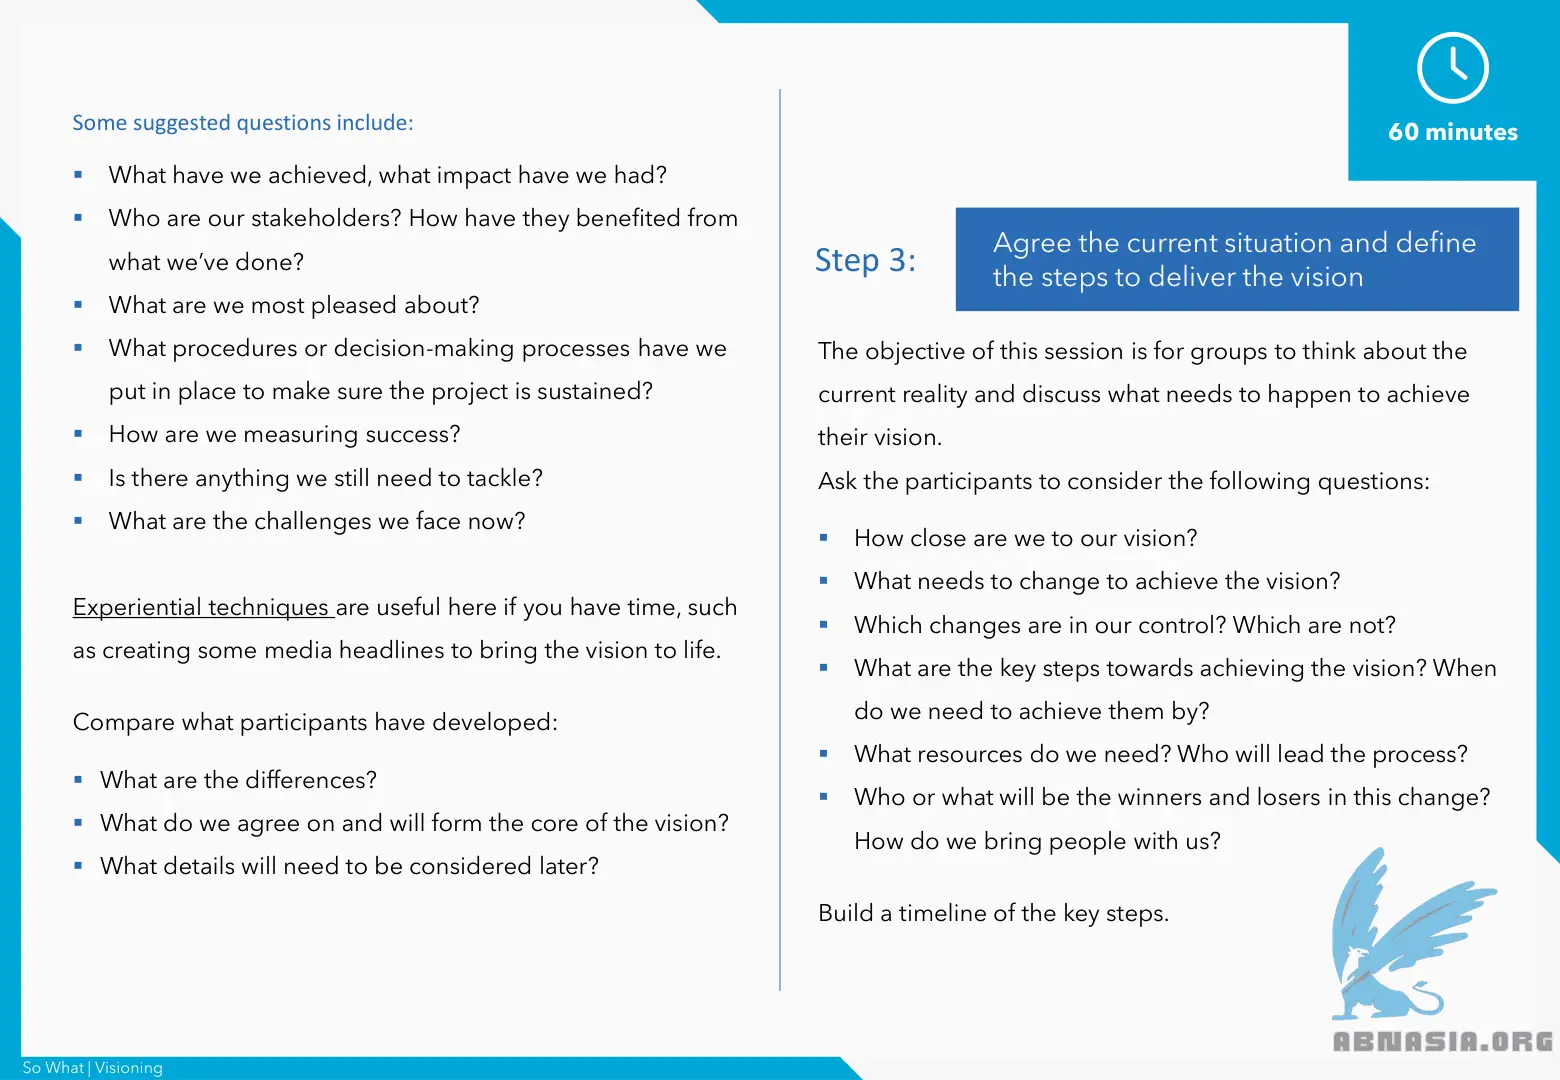 Some suggested questions include:
▪ What have we achieved, what impact have we had?
▪ Who are our stakeholders? How have they benefited from
what we’ve done?
▪ What are we most pleased about?
▪ What procedures or decision-making processes have we
put in place to make sure the project is sustained?
▪ How are we measuring success?
▪ Is there anything we still need to tackle?
▪ What are the challenges we face now?
Experiential techniques are useful here if you have time, such
as creating some media headlines to bring the vision to life.
Compare what participants have developed:
▪ What are the differences?
▪ What do we agree on and will form the core of the vision?
▪ What details will need to be considered later?
60 minutes
Step 3:
Agree the current situation and define
the steps to deliver the vision
The objective of this session is for groups to think about the
current reality and discuss what needs to happen to achieve
their vision.
Ask the participants to consider the following questions:
▪ How close are we to our vision?
▪ What needs to change to achieve the vision?
▪ Which changes are in our control? Which are not?
▪ What are the key steps towards achieving the vision? When
do we need to achieve them by?
▪ What resources do we need? Who will lead the process?
▪ Who or what will be the winners and losers in this change?
How do we bring people with us?
Build a timeline of the key steps.
ABNASIA.ORG
So What | Visioning